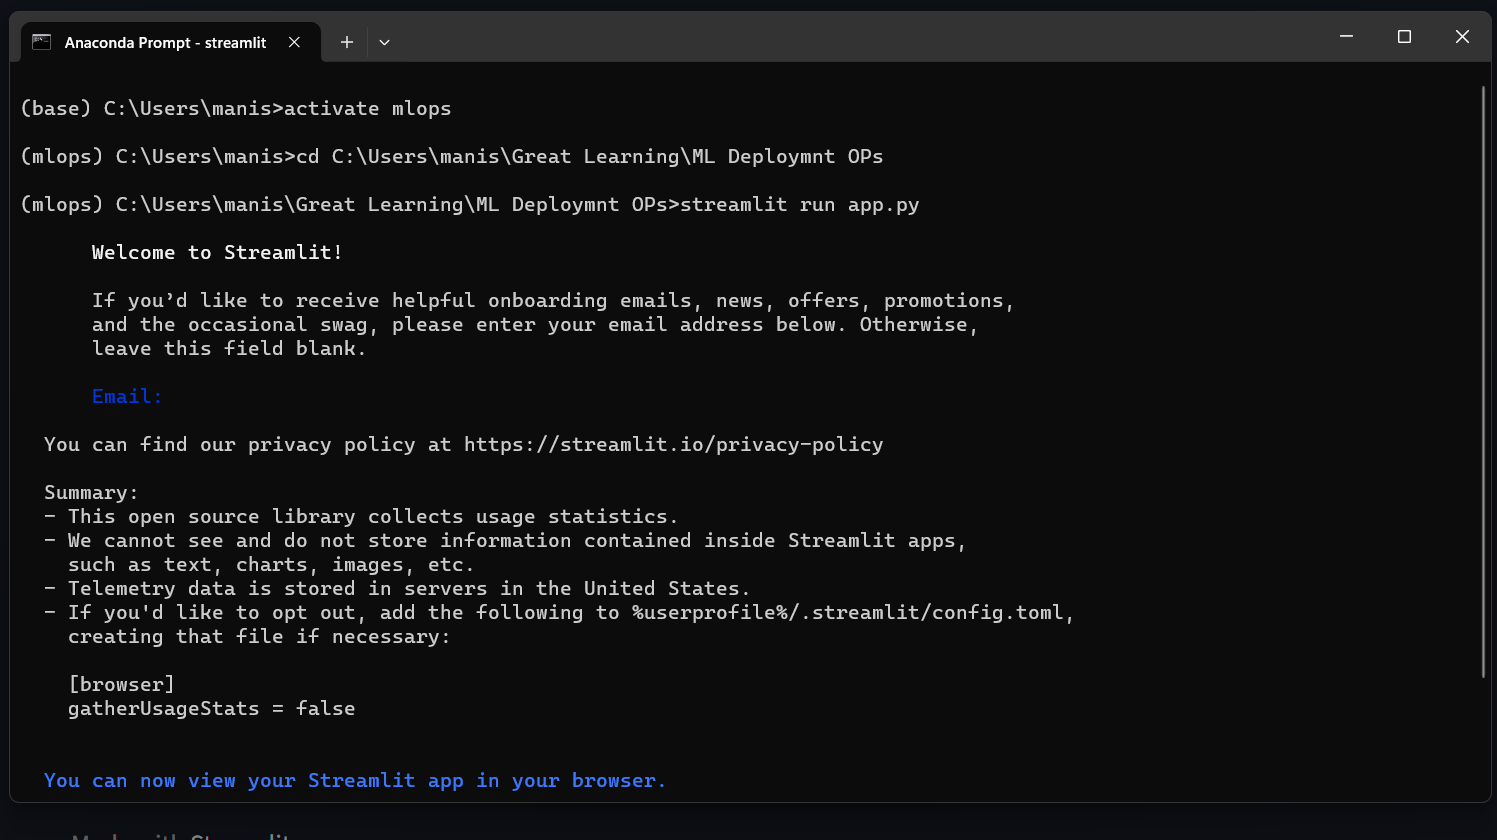 Anaconda Prompt - streamlit
(base) C:\Users\manis>activate mlops
(mlops) C:\Users\manis>cd C:\Users\manis\Great Learning\ML Deploymnt OPs
(mlops) C:\Users\manis\Great Learning\ML Deploymnt OPs>streamlit run app.py
Welcome to Streamlit!
If you’d like to receive helpful onboarding emails, news, offers, promotions,
and the occasional swag, please enter your email address below. Otherwise,
leave this field blank.
Email:
You can find our privacy policy at https://streamlit.io/privacy-policy
Summary:
- This open source library collects usage statistics.
- We cannot see and do not store information contained inside Streamlit apps,
such as text, charts, images, etc.
- Telemetry data is stored in servers in the United States.
- If you'd like to opt out, add the following to %userprofile%/.streamlit/config.toml,
creating that file if necessary:
[browser]
gatherUsageStats = false
You can now view your Streamlit app in your browser.
Made with Streamlit